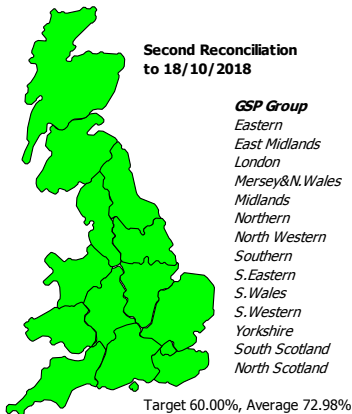 Second Reconciliation
to 18/10/2018
GSP Group
Eastern
East Midlands
London
Mersey&N.Wales
Midlands
Northern
North Western
Southern
S.Eastern
S.Wales
S.Western
Yorkshire
South Scotland
North Scotland
Target 60.00%, Average 72.98%